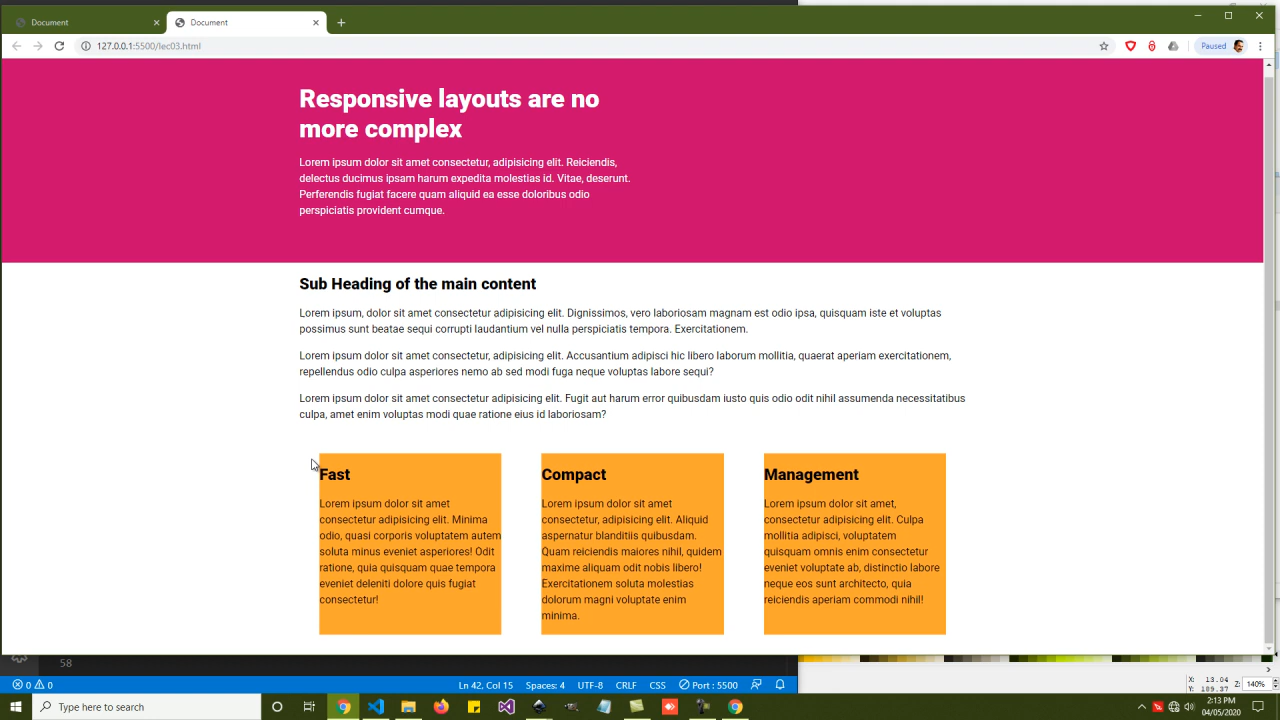 Document
Document
127.0.0.1:5500/lec03.html
Paused
Responsive layouts are no
more complex
Lorem ipsum dolor sit amet consectetur, adipisicing elit. Reiciendis,
delectus ducimus ipsam harum expedita molestias id. Vitae, deserunt.
Perferendis fugiat facere quam aliquid ea esse doloribus odio
perspiciatis provident cumque.
Sub Heading of the main content
Lorem ipsum, dolor sit amet consectetur adipisicing elit. Dignissimos, vero laboriosam magnam est odio ipsa, quisquam iste et voluptas
possimus sunt beatae sequi corrupti laudantium vel nulla perspiciatis tempora. Exercitationem.
Lorem ipsum dolor sit amet consectetur, adipisicing elit. Accusantium adipisci hic libero laborum mollitia, quaerat aperiam exercitationem,
repellendus odio culpa asperiores nemo ab sed modi fuga neque voluptas labore sequi?
Lorem ipsum dolor sit amet consectetur adipisicing elit. Fugit aut harum error quibusdam iusto quis odio odit nihil assumenda necessitatibus
culpa, amet enim voluptas modi quae ratione eius id laboriosam?
Fast
Lorem ipsum dolor sit amet
consectetur adipisicing elit. Minima
odio, quasi corporis voluptatem autem
soluta minus eveniet asperiores! Odit
ratione, quia quisquam quae tempora
eveniet deleniti dolore quis fugiat
consectetur!
Compact
Lorem ipsum dolor sit amet
consectetur, adipisicing elit. Aliquid
aspernatur blanditiis quibusdam.
Quam reiciendis maiores nihil, quidem
maxime aliquam odit nobis libero!
Exercitationem soluta molestias
dolorum magni voluptate enim
minima.
Management
Lorem ipsum dolor sit amet,
consectetur adipisicing elit. Culpa
mollitia adipisci, voluptatem
quisquam omnis enim consectetur
eveniet voluptate ab, distinctio labore
neque eos sunt architecto, quia
reiciendis aperiam commodi nihil!
58
0 0 Ln 42, Col 15 Spaces: 4 UTF-8 CRLF CSS Port : 5500
X: 13.04
Y: 109.37
Z: 140%
Type here to search
2:13 PM
04/05/2020